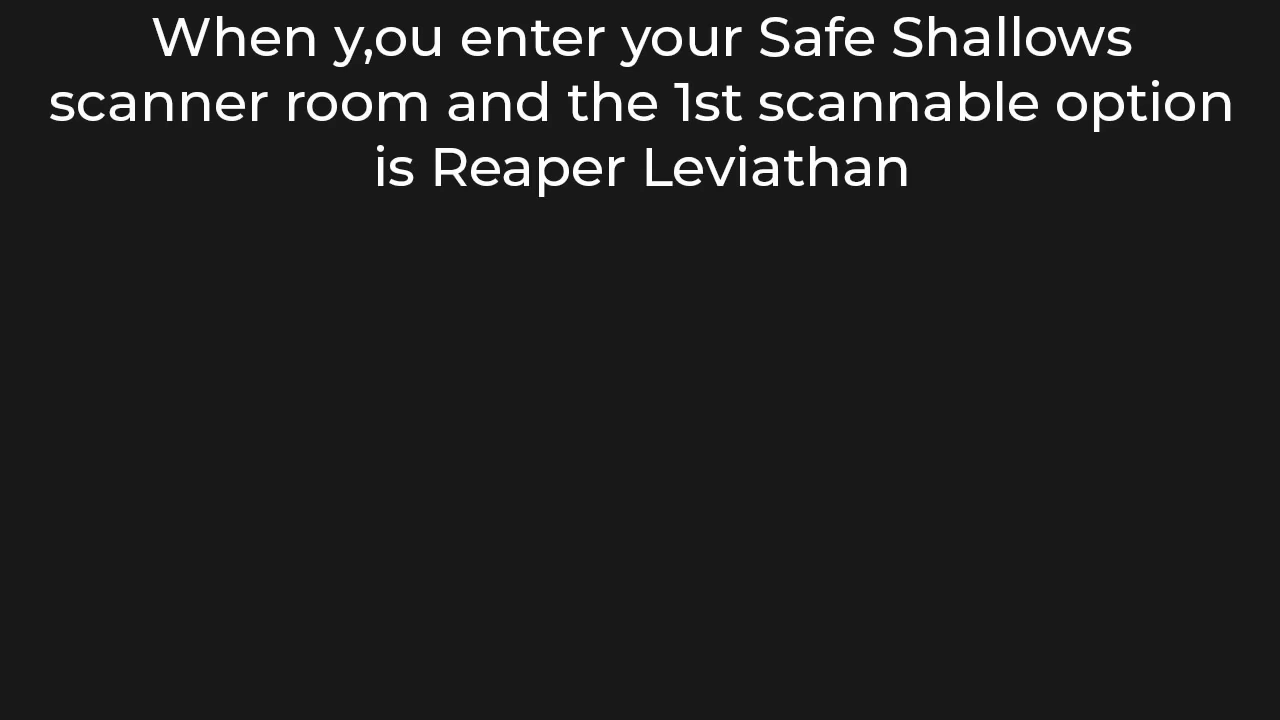 When y,ou enter your Safe Shallows
scanner room and the 1st scannable option
is Reaper Leviathan